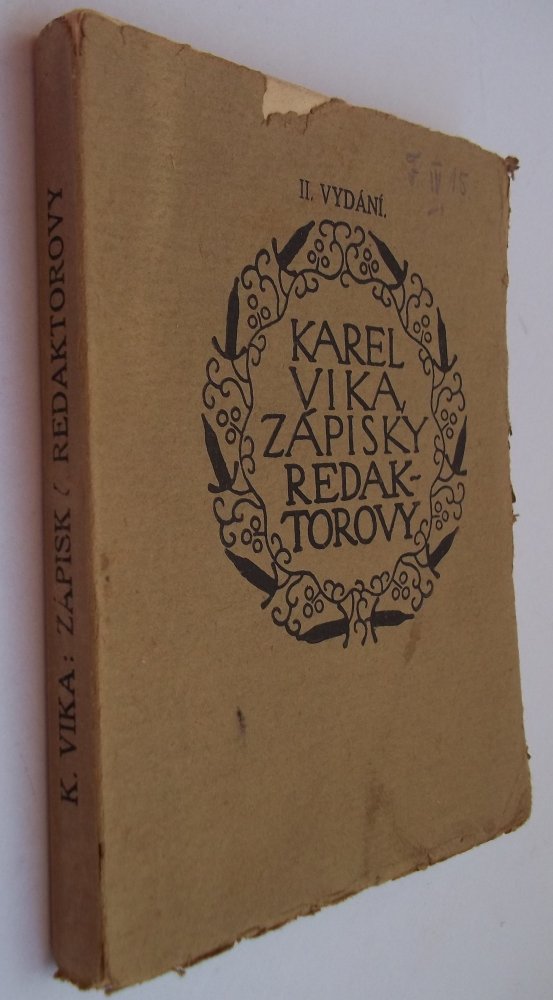 II. VYDÁNÍ.
KAREL
VIKA,
ZÁPISKY
REDAK-
TOROVY
K. VIKA: ZÁPISK REDAKTOROVY